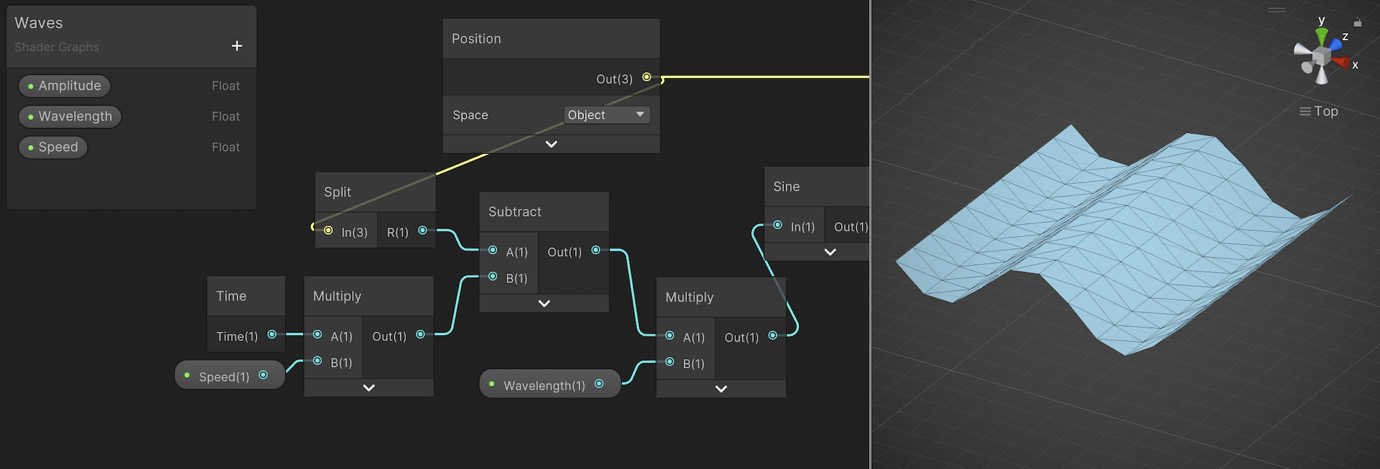 Waves
Shader Graphs
+
Amplitude Float
Wavelength Float
Speed Float
Position
Out(3)
Space Object
Split
In(3) R(1)
Subtract
A(1) Out(1)
B(1)
Time
Time(1)
Speed(1)
Multiply
A(1) Out(1)
B(1)
Wavelength(1)
Multiply
A(1) Out(1)
B(1)
Sine
In(1) Out(1)
y
z
x
Top